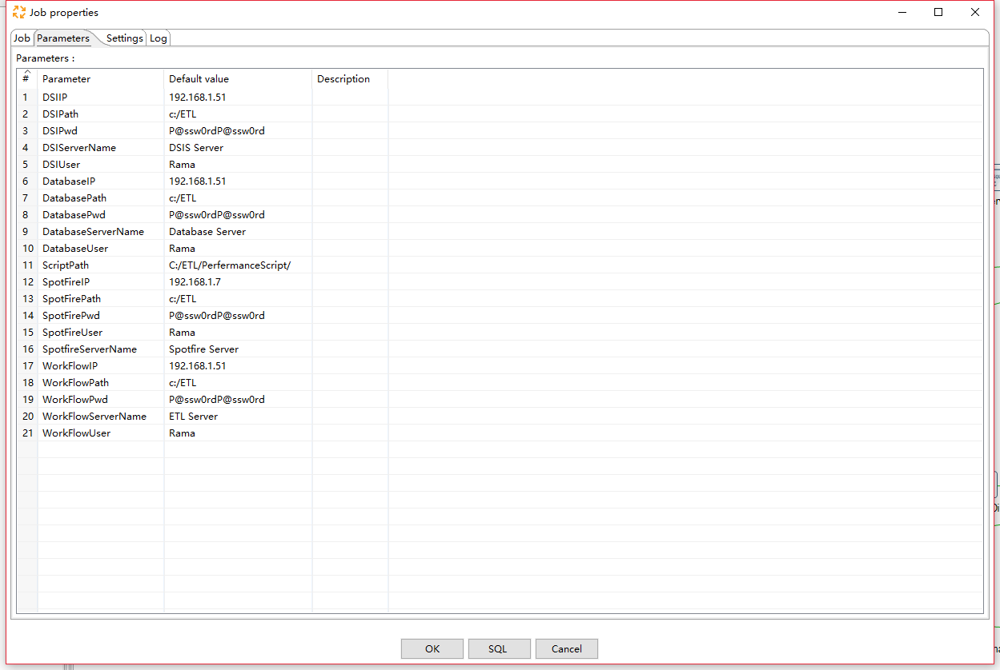 Job properties
Job Parameters Settings Log
Parameters :
# Parameter Default value Description
1 DSIIP 192.168.1.51
2 DSIPath c:/ETL
3 DSIPwd P@ssw0rdP@ssw0rd
4 DSIServerName DSIS Server
5 DSIUser Rama
6 DatabaseIP 192.168.1.51
7 DatabasePath c:/ETL
8 DatabasePwd P@ssw0rdP@ssw0rd
9 DatabaseServerName Database Server
10 DatabaseUser Rama
11 ScriptPath C:/ETL/PerfermanceScript/
12 SpotFireIP 192.168.1.7
13 SpotFirePath c:/ETL
14 SpotFirePwd P@ssw0rdP@ssw0rd
15 SpotFireUser Rama
16 SpotfireServerName Spotfire Server
17 WorkFlowIP 192.168.1.51
18 WorkFlowPath c:/ETL
19 WorkFlowPwd P@ssw0rdP@ssw0rd
20 WorkFlowServerName ETL Server
21 WorkFlowUser Rama
OK SQL Cancel